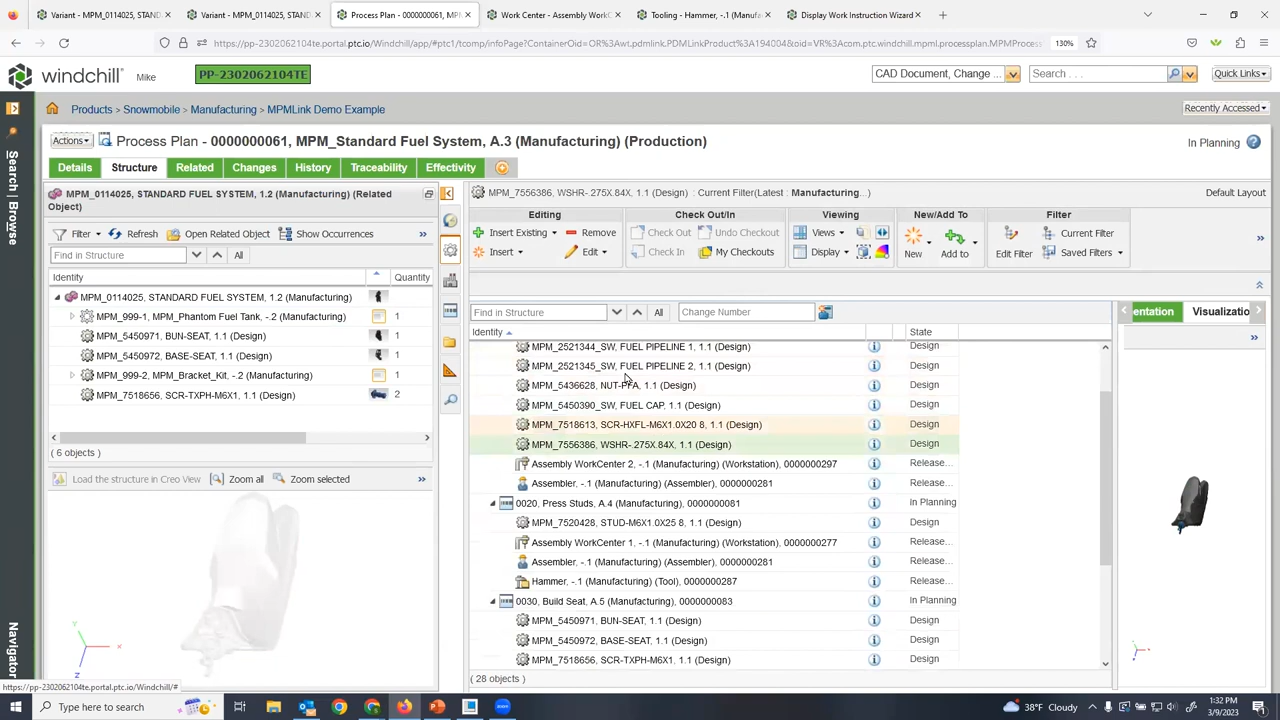 Variant - MPM_0114025, STAND
Variant - MPM_0114025, STAND
Process Plan - 0000000061, MP
Work Center - Assembly WorkC
Tooling - Hammer, -.1 (Manufa
Display Work Instruction Wizard
https://pp-2302062104te.portal.ptc.io/Windchill/app/#ptc1/tcomp/infoPage?ContainerOid=OR%3Awt.pdmlink.PDMLinkProduct%3A194004&oid=VR%3Acom.ptc.windchill.mpml.processplan.MPMProces
130%
windchill Mike PP-2302062104TE
CAD Document, Change ... Search . . . Quick Links
Products > Snowmobile > Manufacturing > MPMLink Demo Example
Recently Accessed
Actions Process Plan - 0000000061, MPM_Standard Fuel System, A.3 (Manufacturing) (Production)
In Planning
Details Structure Related Changes History Traceability Effectivity
MPM_0114025, STANDARD FUEL SYSTEM, 1.2 (Manufacturing) (Related Object)
Filter Refresh Open Related Object Show Occurrences »
Find in Structure All
Identity Quantity
MPM_0114025, STANDARD FUEL SYSTEM, 1.2 (Manufacturing)
MPM_999-1, MPM_Phantom Fuel Tank, -.2 (Manufacturing) 1
MPM_5450971, BUN-SEAT, 1.1 (Design) 1
MPM_5450972, BASE-SEAT, 1.1 (Design) 1
MPM_999-2, MPM_Bracket_Kit, -.2 (Manufacturing) 1
MPM_7518656, SCR-TXPH-M6X1, 1.1 (Design) 2
( 6 objects )
Load the structure in Creo View Zoom all Zoom selected »
Y
X
Z
Search Browse
Navigator
MPM_7556386, WSHR-.275X.84X, 1.1 (Design) : Current Filter(Latest : Manufacturing...)
Default Layout
Editing Check Out/In Viewing New/Add To Filter
Insert Existing Remove Check Out Undo Checkout Views New Add to Edit Filter Current Filter
Insert Edit Check In My Checkouts Display Saved Filters
Find in Structure All Change Number
Identity State
entation Visualizatio
MPM_2521344_SW, FUEL PIPELINE 1, 1.1 (Design) Design
MPM_2521345_SW, FUEL PIPELINE 2, 1.1 (Design) Design
MPM_5436628, NUT-PFA, 1.1 (Design) Design
MPM_5450390_SW, FUEL CAP, 1.1 (Design) Design
MPM_7518613, SCR-HXFL-M6X1.0X20 8, 1.1 (Design) Design
MPM_7556386, WSHR-.275X.84X, 1.1 (Design) Design
Assembly WorkCenter 2, -.1 (Manufacturing) (Workstation), 0000000297 Release...
Assembler, -.1 (Manufacturing) (Assembler), 0000000281 Release...
0020, Press Studs, A.4 (Manufacturing), 0000000081 In Planning
MPM_7520428, STUD-M6X1.0X25 8, 1.1 (Design) Design
Assembly WorkCenter 1, -.1 (Manufacturing) (Workstation), 0000000277 Release...
Assembler, -.1 (Manufacturing) (Assembler), 0000000281 Release...
Hammer, -.1 (Manufacturing) (Tool), 0000000287 Release...
0030, Build Seat, A.5 (Manufacturing), 0000000083 In Planning
MPM_5450971, BUN-SEAT, 1.1 (Design) Design
MPM_5450972, BASE-SEAT, 1.1 (Design) Design
MPM_7518656, SCR-TXPH-M6X1, 1.1 (Design) Design
( 28 objects )
https://pp-2302062104te.portal.ptc.io/Windchill/#
Type here to search
38°F Cloudy
1:32 PM
3/9/2023